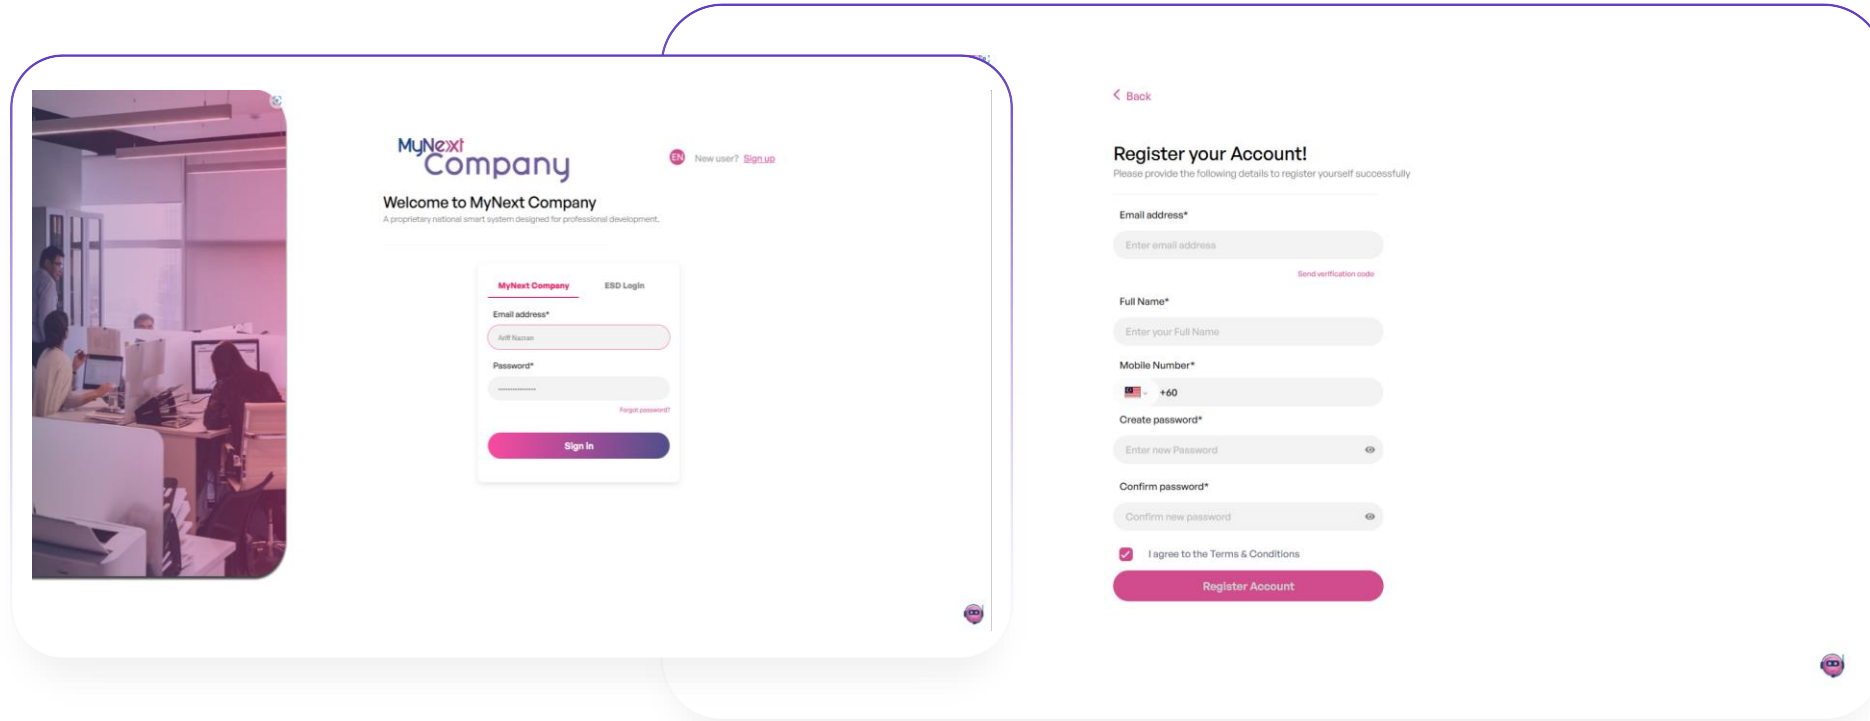 MyNext
Company
EN New user? Sign up
Welcome to MyNext Company
A proprietary national smart system designed for professional development.
MyNext Company ESD Login
Email address*
Ariff Nazran
Password*
Forgot password?
Sign In
Back
Register your Account!
Please provide the following details to register yourself successfully
Email address*
Enter email address
Send verification code
Full Name*
Enter your Full Name
Mobile Number*
+60
Create password*
Enter new Password
Confirm password*
Confirm new password
I agree to the Terms & Conditions
Register Account